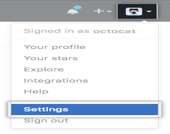 Signed in as octocat
Your profile
Your stars
Explore
Integrations
Help
Settings
Sign out